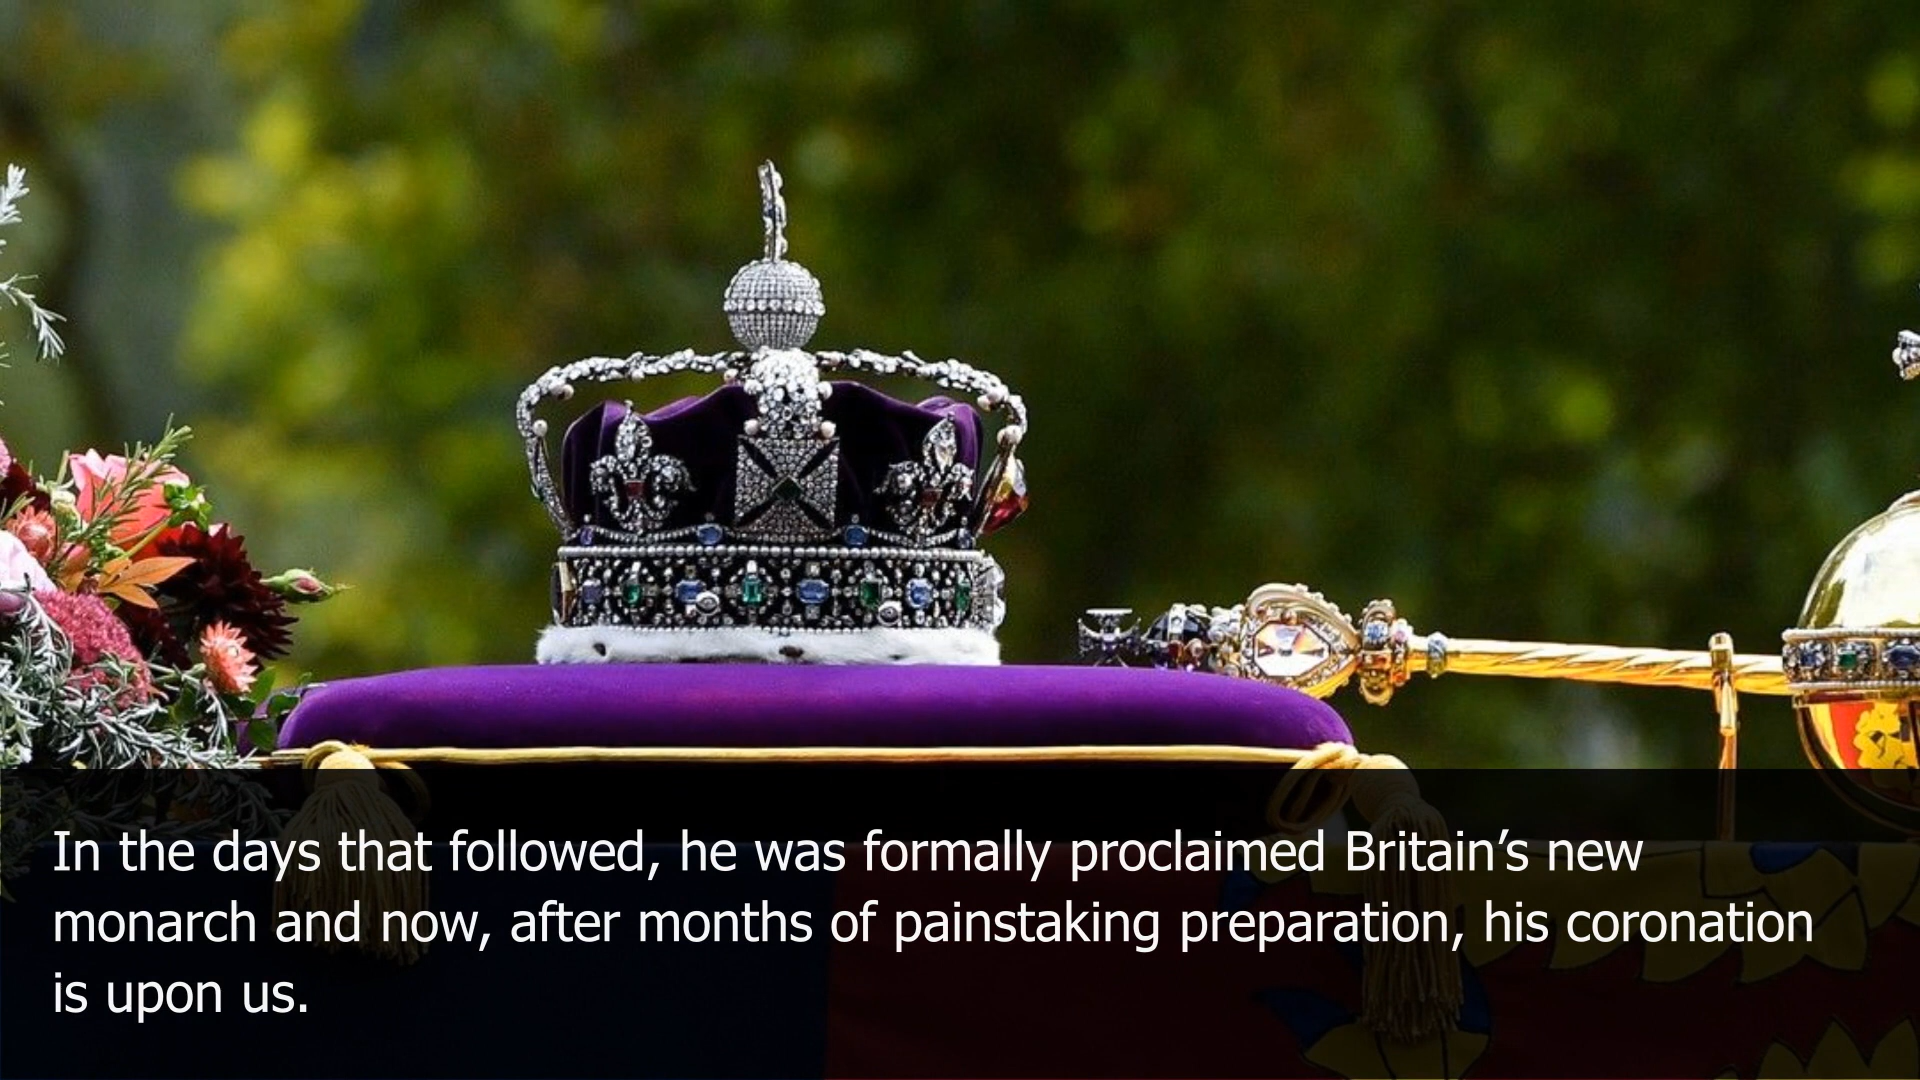 In the days that followed, he was formally proclaimed Britain’s new
monarch and now, after months of painstaking preparation, his coronation
is upon us.